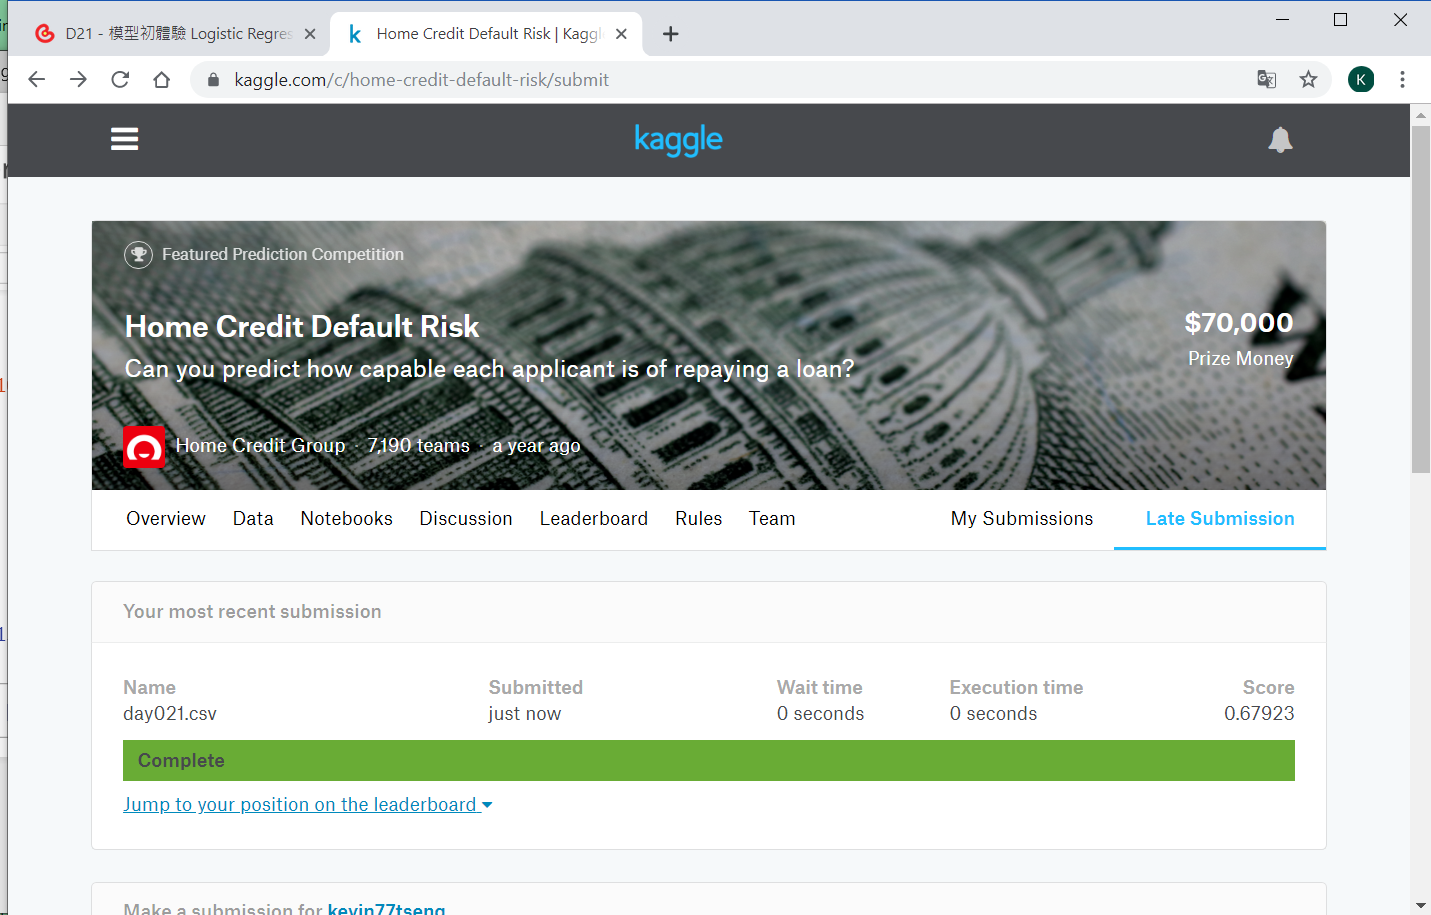 D21 - 模型初體驗 Logistic Regres
Home Credit Default Risk | Kaggl
kaggle.com/c/home-credit-default-risk/submit
K
kaggle
Featured Prediction Competition
Home Credit Default Risk
$70,000
Can you predict how capable each applicant is of repaying a loan?
Prize Money
Home Credit Group · 7,190 teams · a year ago
Overview Data Notebooks Discussion Leaderboard Rules Team My Submissions Late Submission
Your most recent submission
Name Submitted Wait time Execution time Score
day021.csv just now 0 seconds 0 seconds 0.67923
Complete
Jump to your position on the leaderboard
Make a submission for kevin77tseng